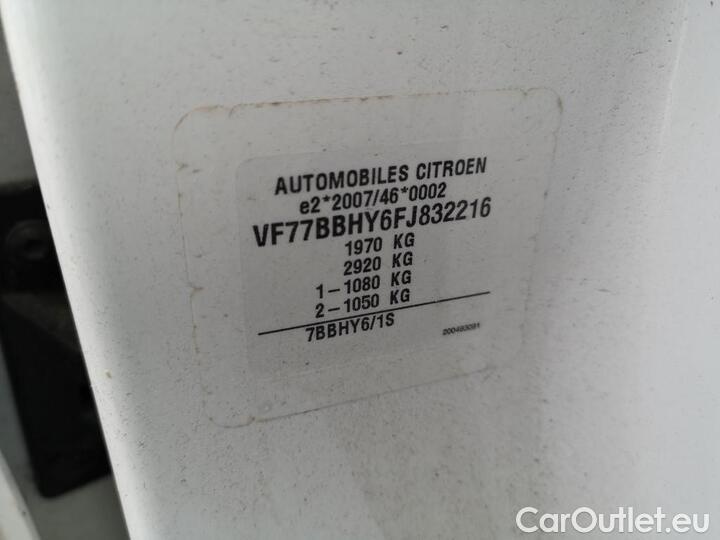 AUTOMOBILES CITROEN
e2*2007/46*0002
VF77BBHY6FJ832216
1970 KG
2920 KG
1-1080 KG
2-1050 KG
7BBHY6/1S
200493091
CarOutlet.eu